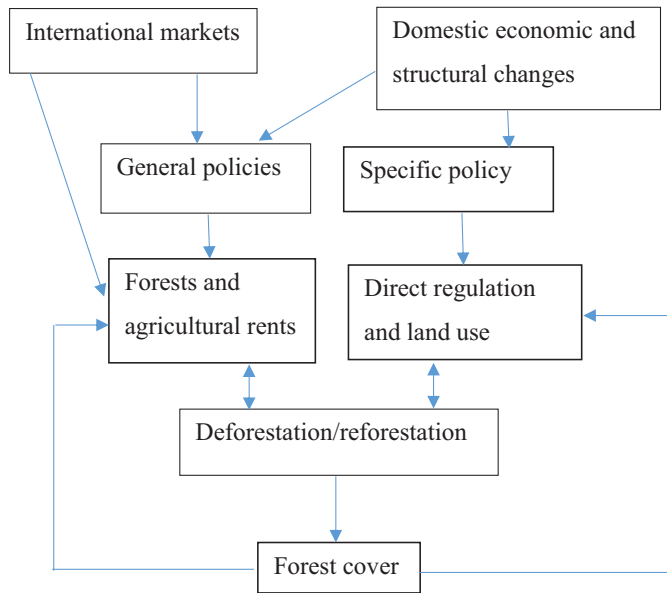 International markets
Domestic economic and
structural changes
General policies
Specific policy
Forests and
agricultural rents
Direct regulation
and land use
Deforestation/reforestation
Forest cover